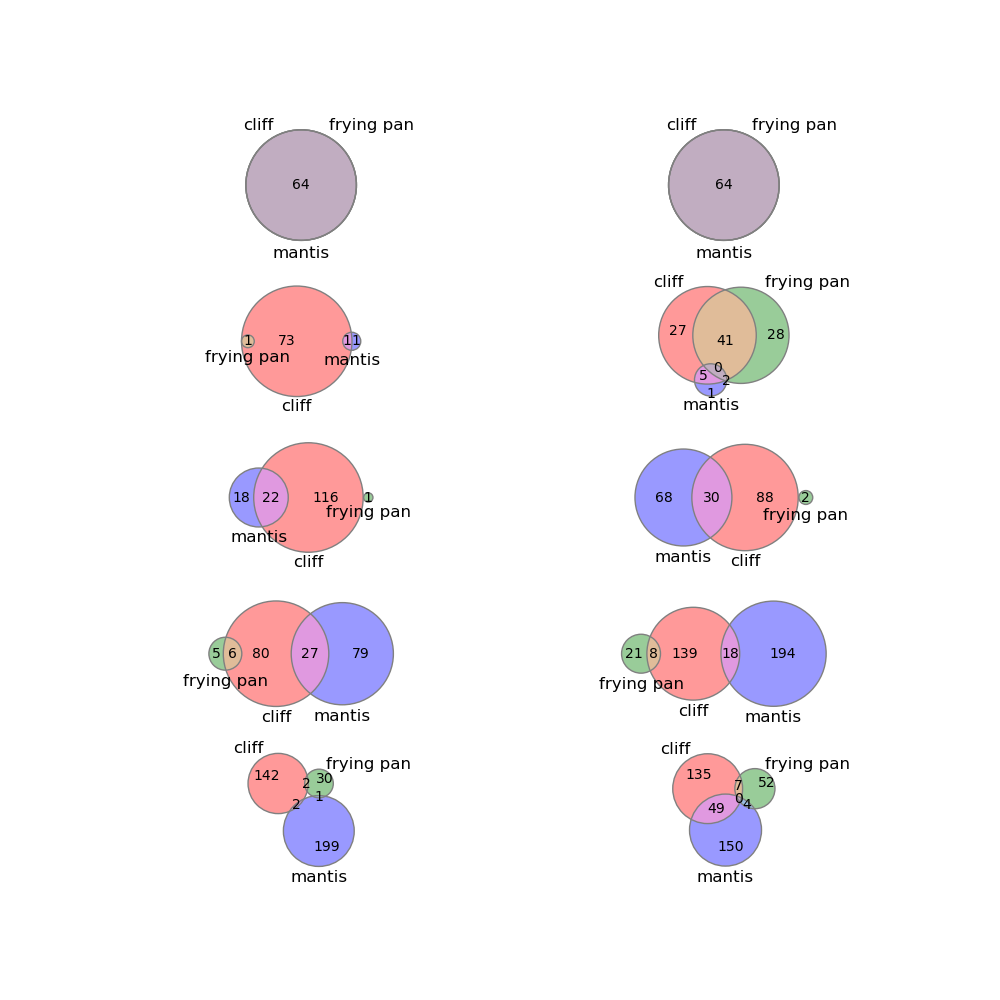 cliff frying pan
64
mantis
cliff frying pan
64
mantis
1 73 11
frying pan mantis
cliff
cliff frying pan
27 41 28
0
5 2
1
mantis
18 22 116 1
frying pan
mantis
cliff
68 30 88 2
frying pan
mantis cliff
5 6 80 27 79
frying pan
cliff mantis
21 8 139 18 194
frying pan
cliff mantis
cliff
frying pan
142 2 30
1
2
199
mantis
cliff
frying pan
135 7 52
0 4
49
150
mantis